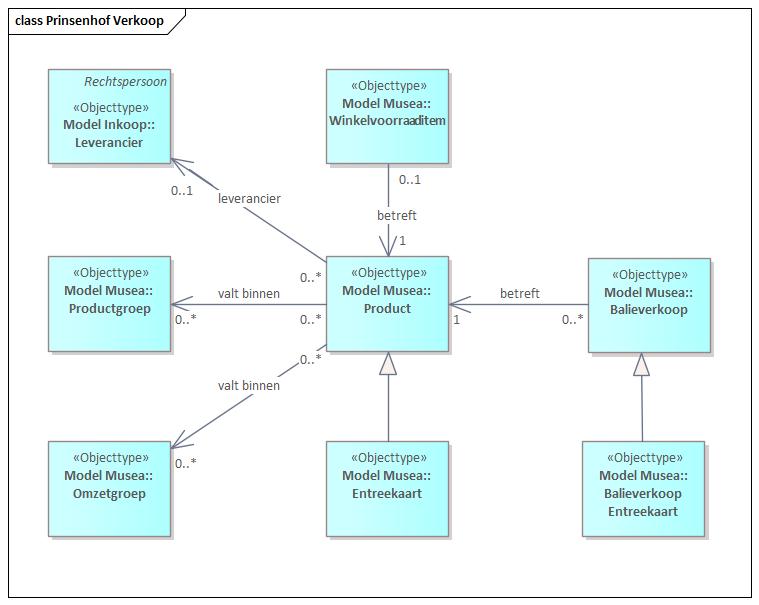 class Prinsenhof Verkoop
Rechtspersoon
«Objecttype»
Model Inkoop::
Leverancier
«Objecttype»
Model Musea::
Winkelvoorraaditem
0..1
leverancier
0..*
0..1
betreft
1
«Objecttype»
Model Musea::
Productgroep
valt binnen
0..*
0..*
«Objecttype»
Model Musea::
Product
betreft
1
0..*
«Objecttype»
Model Musea::
Balieverkoop
0..*
valt binnen
0..*
«Objecttype»
Model Musea::
Omzetgroep
«Objecttype»
Model Musea::
Entreekaart
«Objecttype»
Model Musea::
Balieverkoop
Entreekaart